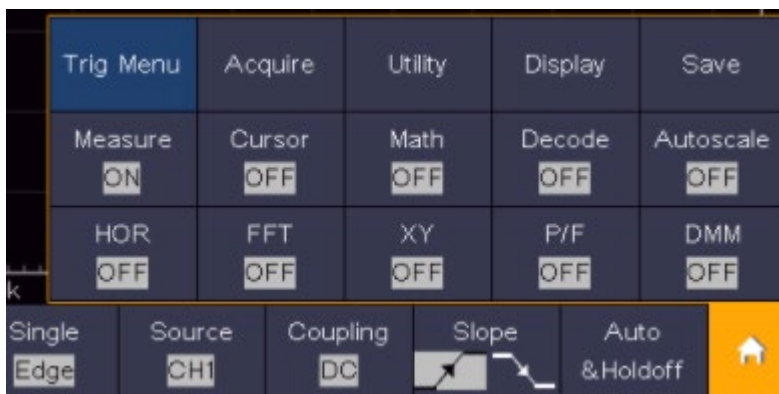 Trig Menu Acquire Utility Display Save
Measure Cursor Math Decode Autoscale
ON OFF OFF OFF OFF
HOR FFT XY P/F DMM
OFF OFF OFF OFF OFF
k
Single Source Coupling Slope Auto
Edge CH1 DC &Holdoff